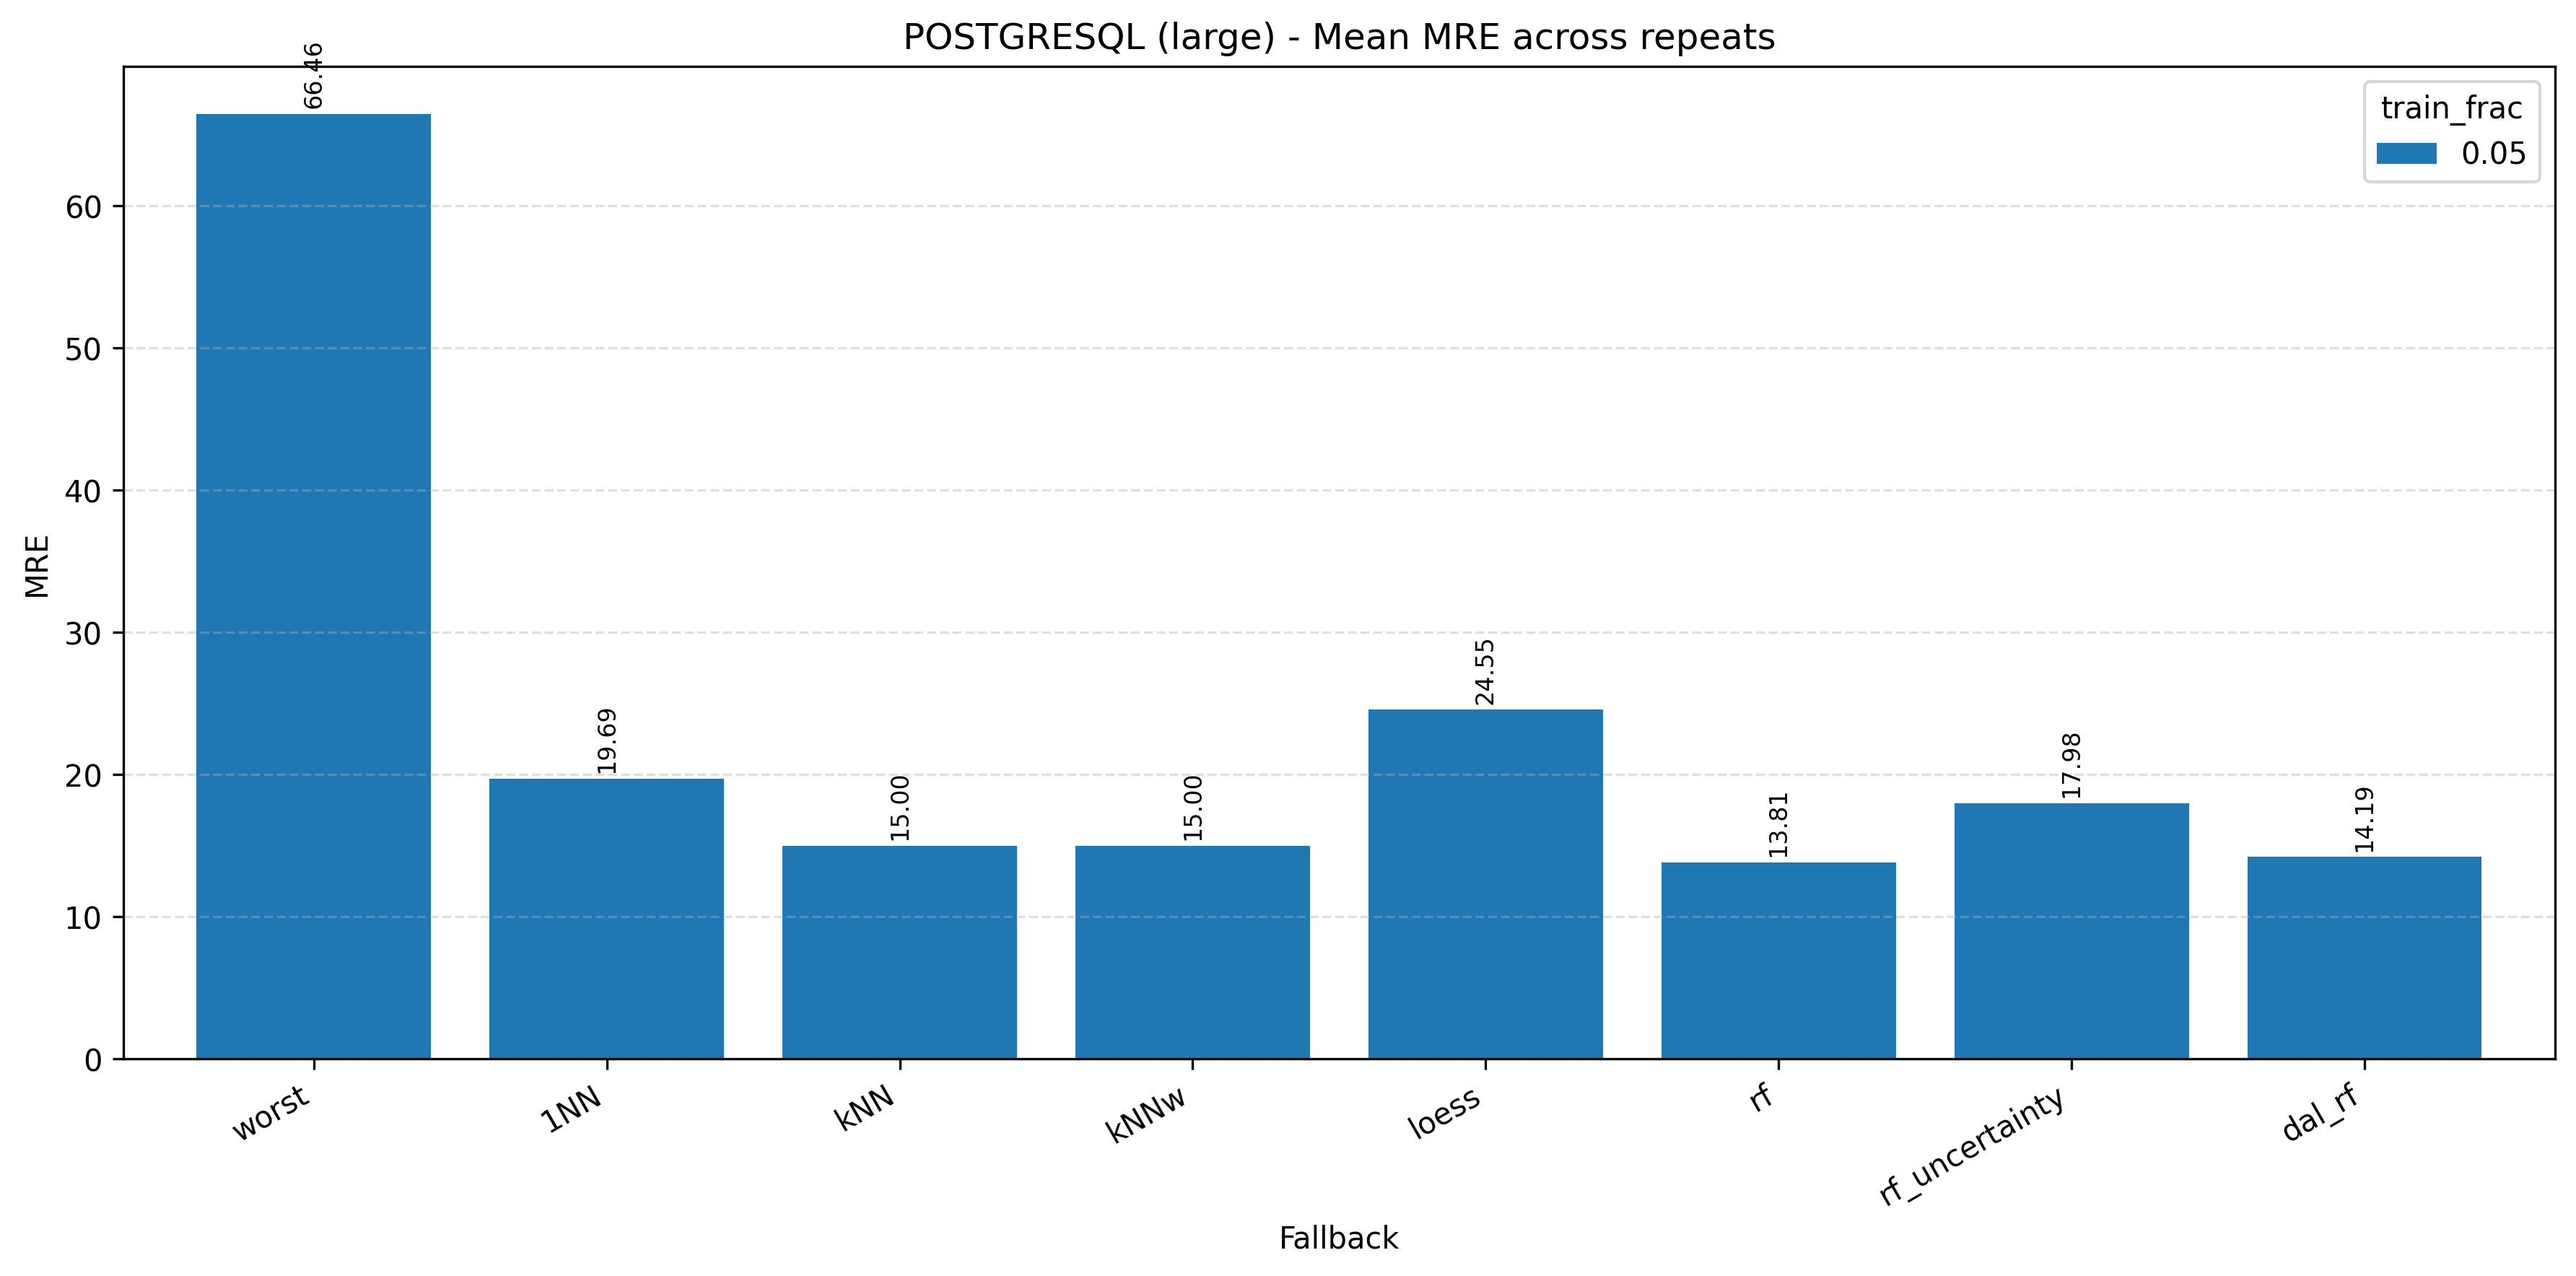 POSTGRESQL (large) - Mean MRE across repeats
train_frac
0.05
MRE
60
50
40
30
20
10
0
66.46
19.69
15.00
15.00
24.55
13.81
17.98
14.19
worst
1NN
kNN
kNNw
loess
rf
rf_uncertainty
dal_rf
Fallback